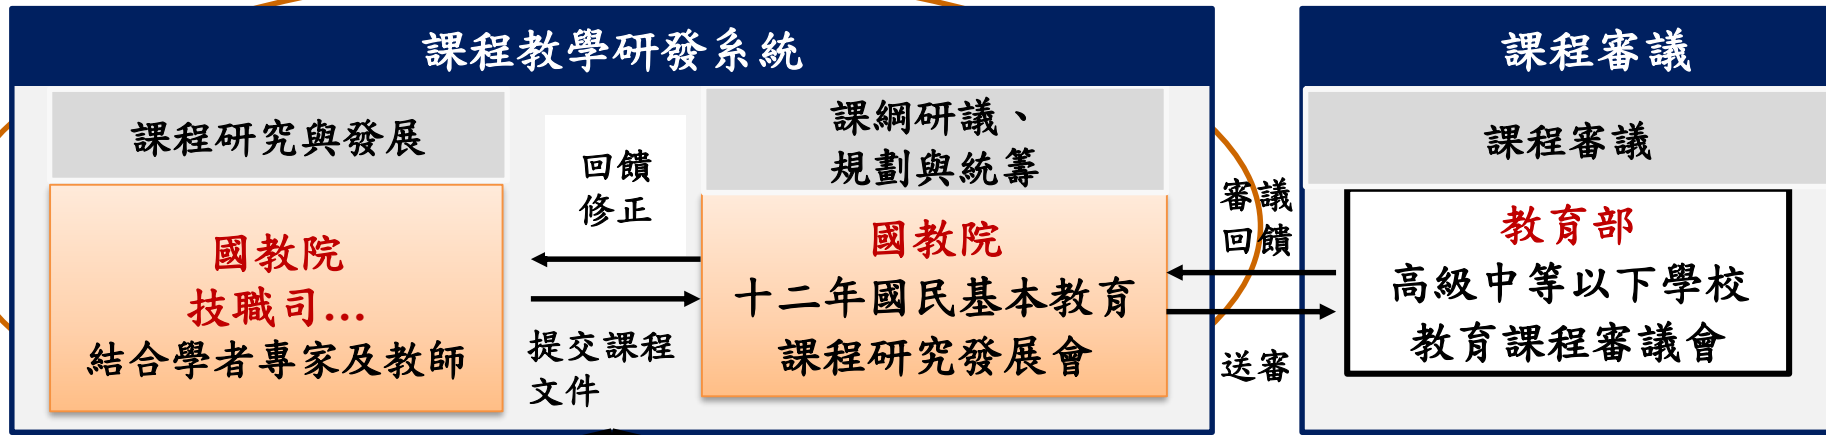 課程教學研發系統
課程研究與發展
國教院
技職司...
結合學者專家及教師
回饋
修正
提交課程
文件
課綱研議、
規劃與統籌
國教院
十二年國民基本教育
課程研究發展會
審議
回饋
送審
課程審議
課程審議
教育部
高級中等以下學校
教育課程審議會